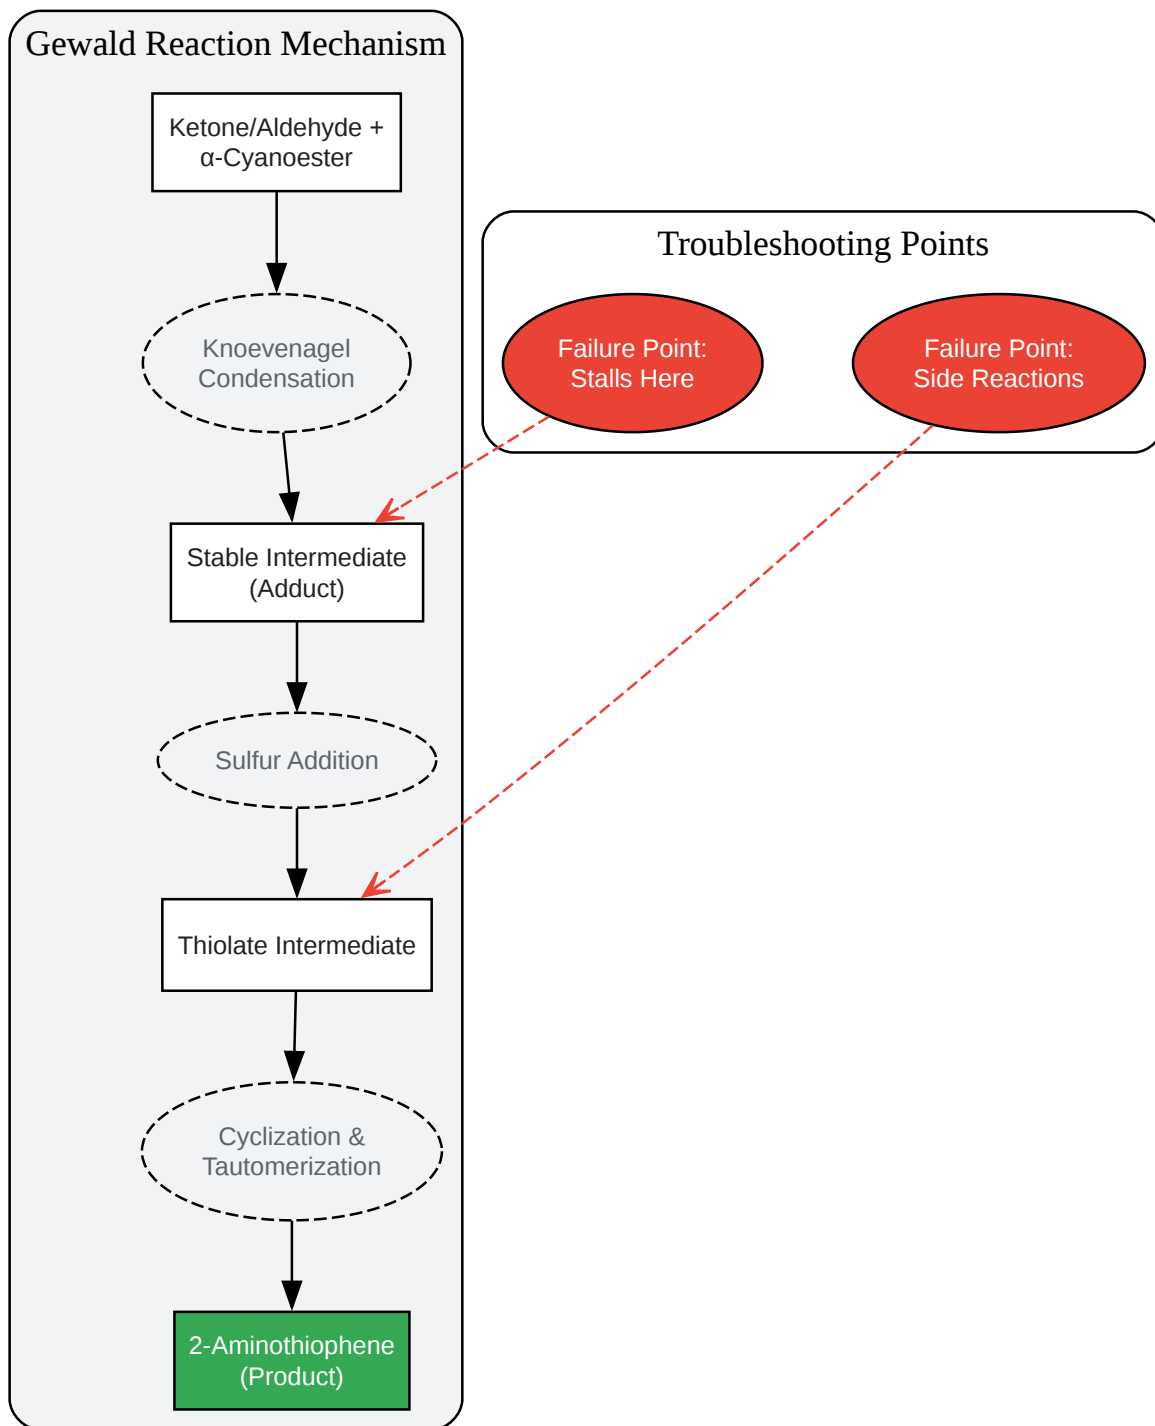 Gewald Reaction Mechanism
Ketone/Aldehyde +
α-Cyanoester
Knoevenagel
Condensation
Stable Intermediate
(Adduct)
Sulfur Addition
Thiolate Intermediate
Cyclization &
Tautomerization
2-Aminothiophene
(Product)
Troubleshooting Points
Failure Point:
Stalls Here
Failure Point:
Side Reactions